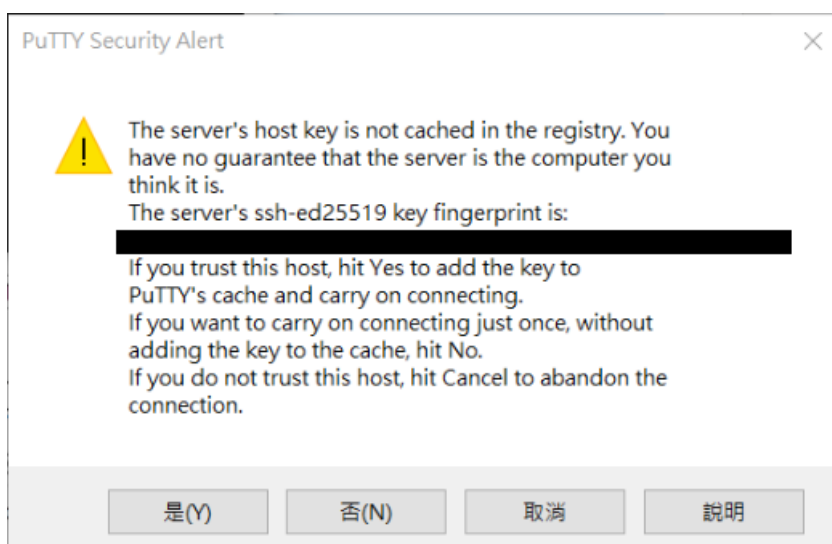 PuTTY Security Alert
The server's host key is not cached in the registry. You
have no guarantee that the server is the computer you
think it is.
The server's ssh-ed25519 key fingerprint is:
If you trust this host, hit Yes to add the key to
PuTTY's cache and carry on connecting.
If you want to carry on connecting just once, without
adding the key to the cache, hit No.
If you do not trust this host, hit Cancel to abandon the
connection.
是(Y) 否(N) 取消 說明